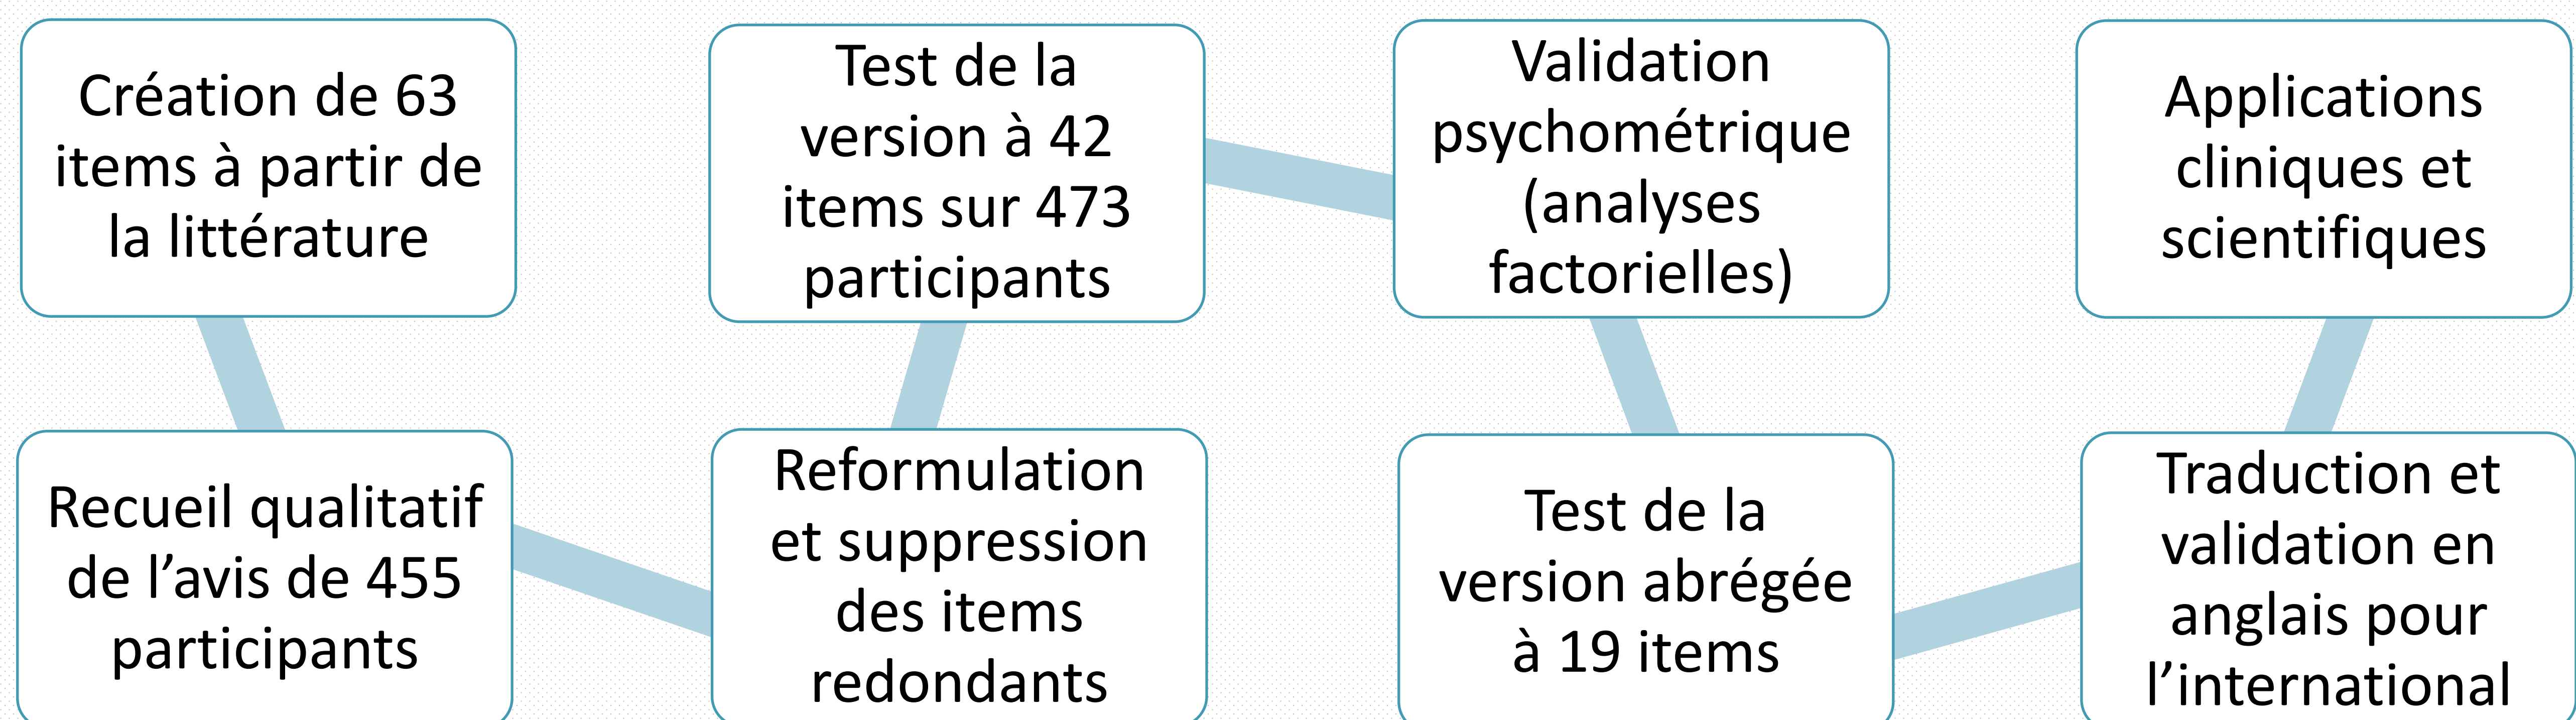 Création de 63
items à partir de
la littérature
Recueil qualitatif
de l’avis de 455
participants
Reformulation
et suppression
des items
redondants
Test de la
version à 42
items sur 473
participants
Validation
psychométrique
(analyses
factorielles)
Test de la
version abrégée
à 19 items
Traduction et
validation en
anglais pour
l’international
Applications
cliniques et
scientifiques